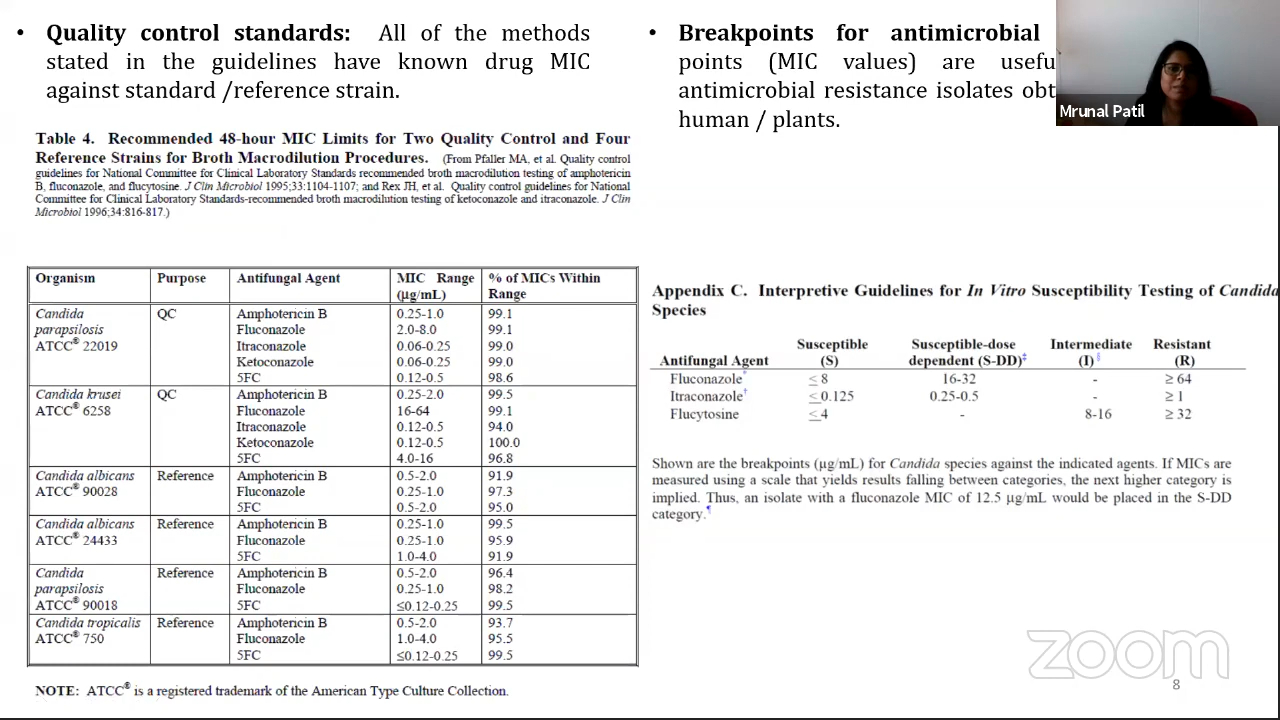 • Quality control standards: All of the methods
stated in the guidelines have known drug MIC
against standard /reference strain.
Table 4. Recommended 48-hour MIC Limits for Two Quality Control and Four
Reference Strains for Broth Macrodilution Procedures. (From Pfaller MA, et al. Quality control
guidelines for National Committee for Clinical Laboratory Standards recommended broth macrodilution testing of amphotericin
B, fluconazole, and flucytosine. J Clin Microbiol 1995;33:1104-1107; and Rex JH, et al. Quality control guidelines for National
Committee for Clinical Laboratory Standards-recommended broth macrodilution testing of ketoconazole and itraconazole. J Clin
Microbiol 1996;34:816-817.)
Organism Purpose Antifungal Agent MIC Range % of MICs Within
(µg/mL) Range
Candida QC Amphotericin B 0.25-1.0 99.1
parapsilosis Fluconazole 2.0-8.0 99.1
ATCC® 22019 Itraconazole 0.06-0.25 99.0
Ketoconazole 0.06-0.25 99.0
5FC 0.12-0.5 98.6
Candida krusei QC Amphotericin B 0.25-2.0 99.5
ATCC® 6258 Fluconazole 16-64 99.1
Itraconazole 0.12-0.5 94.0
Ketoconazole 0.12-0.5 100.0
5FC 4.0-16 96.8
Candida albicans Reference Amphotericin B 0.5-2.0 91.9
ATCC® 90028 Fluconazole 0.25-1.0 97.3
5FC 0.5-2.0 95.0
Candida albicans Reference Amphotericin B 0.25-1.0 99.5
ATCC® 24433 Fluconazole 0.25-1.0 95.9
5FC 1.0-4.0 91.9
Candida Reference Amphotericin B 0.5-2.0 96.4
parapsilosis Fluconazole 0.25-1.0 98.2
ATCC® 90018 5FC ≤0.12-0.25 99.5
Candida tropicalis Reference Amphotericin B 0.5-2.0 93.7
ATCC® 750 Fluconazole 1.0-4.0 95.5
5FC ≤0.12-0.25 99.5
NOTE: ATCC® is a registered trademark of the American Type Culture Collection.
• Breakpoints for antimicrobial
points (MIC values) are usefu
antimicrobial resistance isolates obt
human / plants.
Mrunal Patil
Appendix C. Interpretive Guidelines for In Vitro Susceptibility Testing of Candida
Species
Susceptible Susceptible-dose Intermediate Resistant
Antifungal Agent (S) dependent (S-DD)‡ (I)§ (R)
Fluconazole* ≤ 8 16-32 - ≥ 64
Itraconazole† ≤ 0.125 0.25-0.5 - ≥ 1
Flucytosine ≤ 4 - 8-16 ≥ 32
Shown are the breakpoints (µg/mL) for Candida species against the indicated agents. If MICs are
measured using a scale that yields results falling between categories, the next higher category is
implied. Thus, an isolate with a fluconazole MIC of 12.5 µg/mL would be placed in the S-DD
category.¶
zoom
8